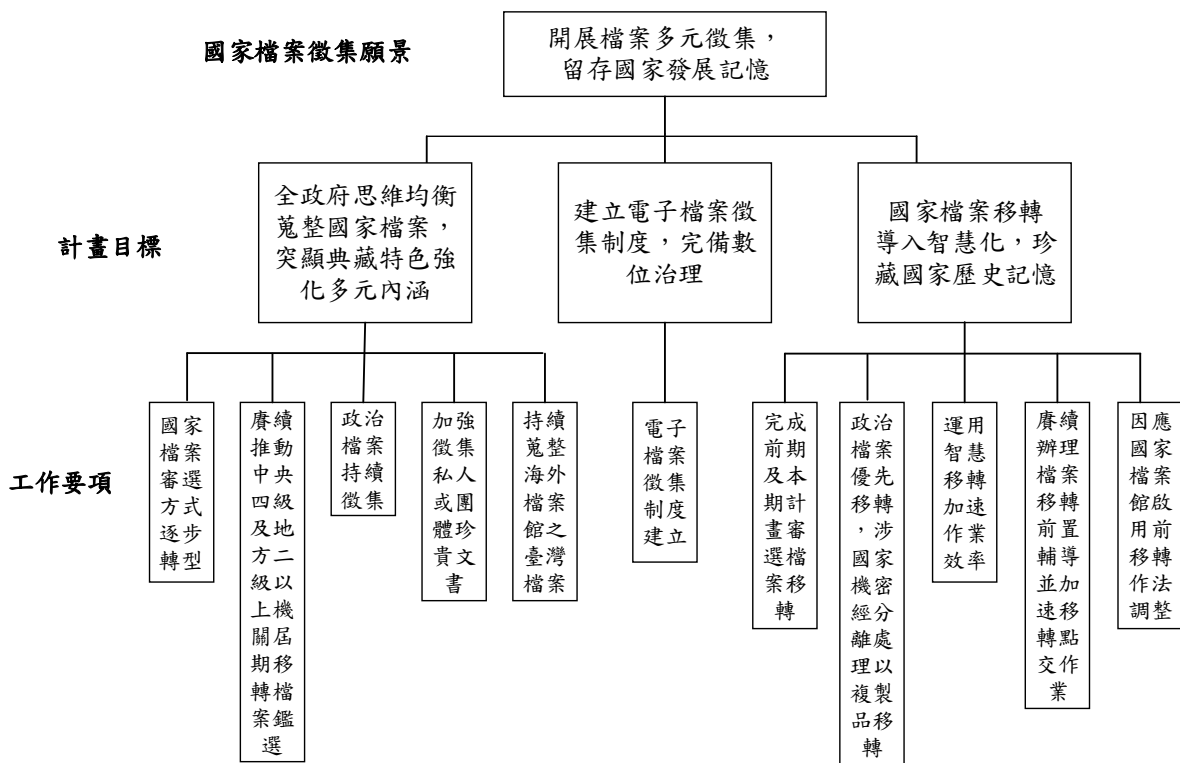 國家檔案徵集願景
開展檔案多元徵集，
留存國家發展記憶
計畫目標
全政府思維均衡
蒐整國家檔案，
突顯典藏特色強
化多元內涵
建立電子檔案徵
集制度，完備數
位治理
國家檔案移轉
導入智慧化，珍
藏國家歷史記憶
工作要項
國家
檔案
審選
方式
逐步
轉型
賡續
推動
中央
四級
及地
方二
級以
上機
關屆
期移
轉檔
案鑑
選
政治
檔案
持續
徵集
加強
徵集
私人
或團
體珍
貴文
書
持續
蒐整
海外
檔案
館之
臺灣
檔案
電子
檔案
徵集
制度
建立
完成
前期
及本
期計
畫審
選檔
案移
轉
政治
檔案
優先
移轉
，涉
國家
機密
經分
離處
理以
複製
品移
轉
運用
智慧
移轉
加速
作業
效率
賡續
辦理
檔案
移轉
前置
輔導
並加
速移
轉點
交作
業
因應
國家
檔案
館啟
用前
移轉
作法
調整